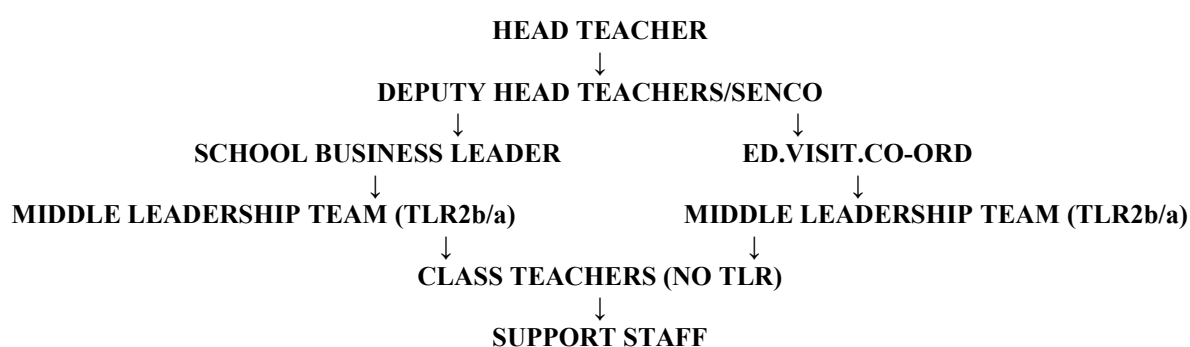 HEAD TEACHER
↓
DEPUTY HEAD TEACHERS/SENCO
↓ ↓
SCHOOL BUSINESS LEADER ED.VISIT.CO-ORD
↓ ↓
MIDDLE LEADERSHIP TEAM (TLR2b/a) MIDDLE LEADERSHIP TEAM (TLR2b/a)
↓ ↓
CLASS TEACHERS (NO TLR)
↓
SUPPORT STAFF